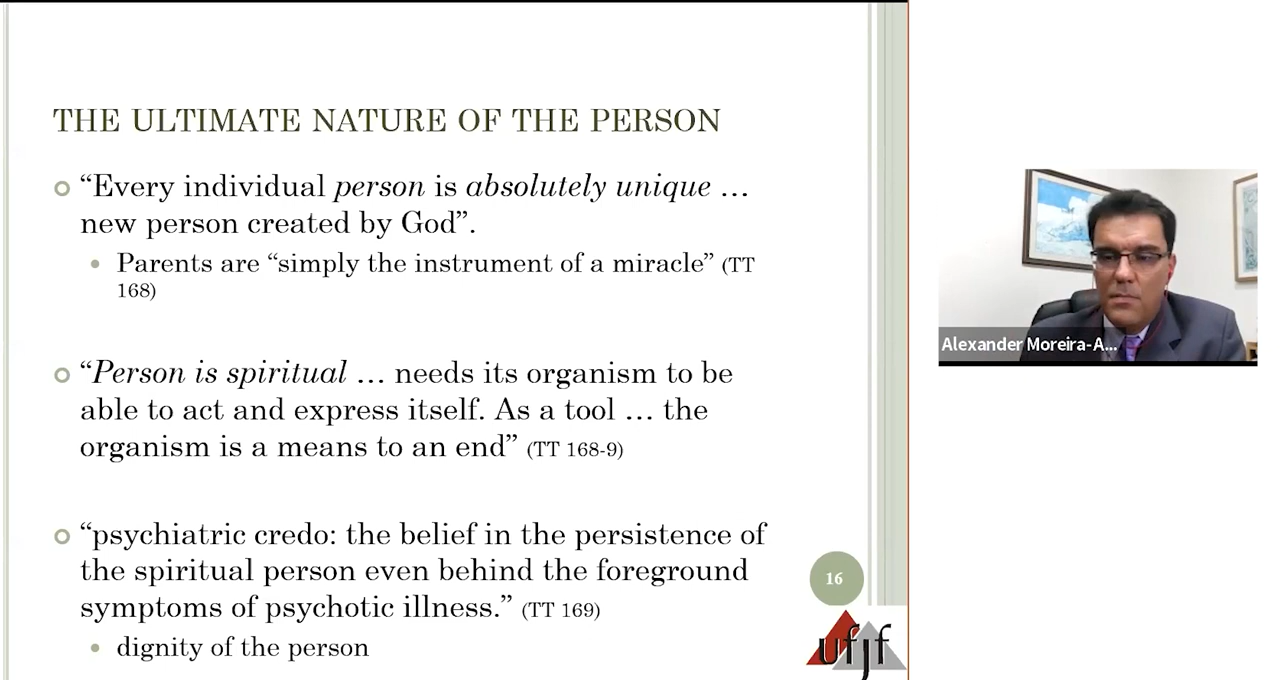 THE ULTIMATE NATURE OF THE PERSON
“Every individual person is absolutely unique …
new person created by God”.
Parents are “simply the instrument of a miracle” (TT
168)
“Person is spiritual … needs its organism to be
able to act and express itself. As a tool … the
organism is a means to an end” (TT 168-9)
“psychiatric credo: the belief in the persistence of
the spiritual person even behind the foreground
symptoms of psychotic illness.” (TT 169)
dignity of the person
16
ufjf
Alexander Moreira-A...